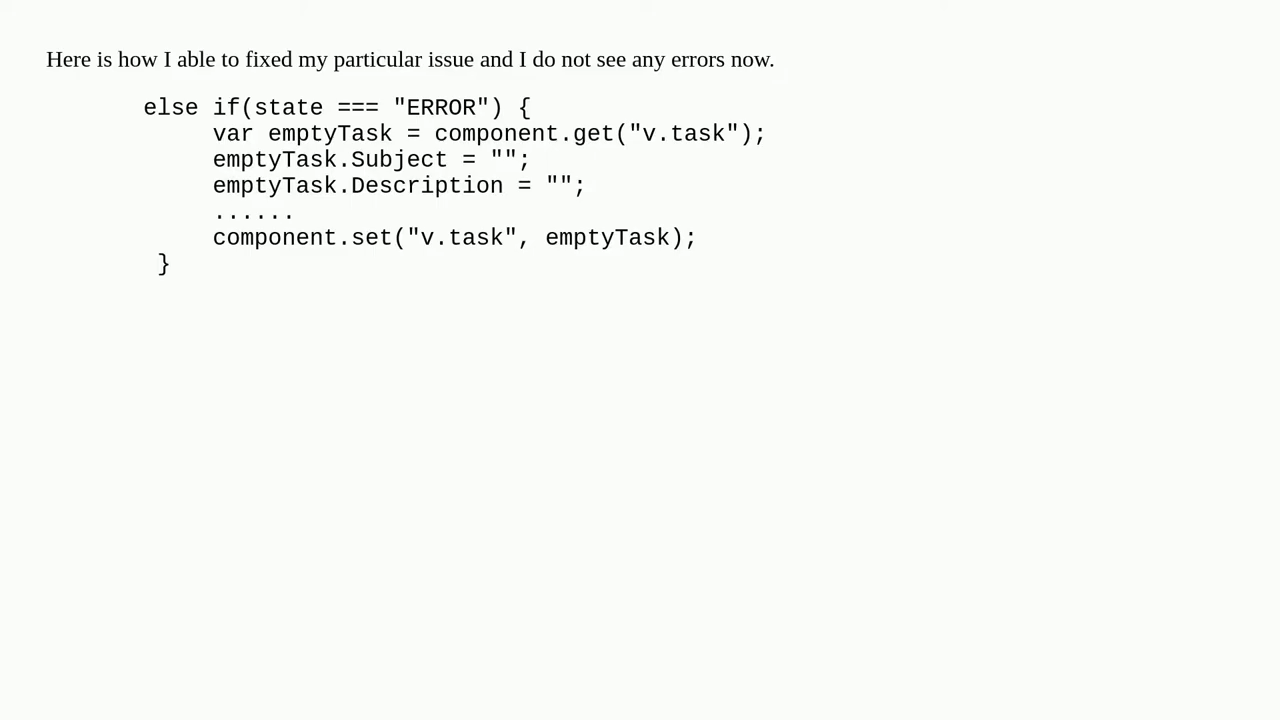 Here is how I able to fixed my particular issue and I do not see any errors now.
else if(state === "ERROR") {
var emptyTask = component.get("v.task");
emptyTask.Subject = "";
emptyTask.Description = "";
......
component.set("v.task", emptyTask);
}